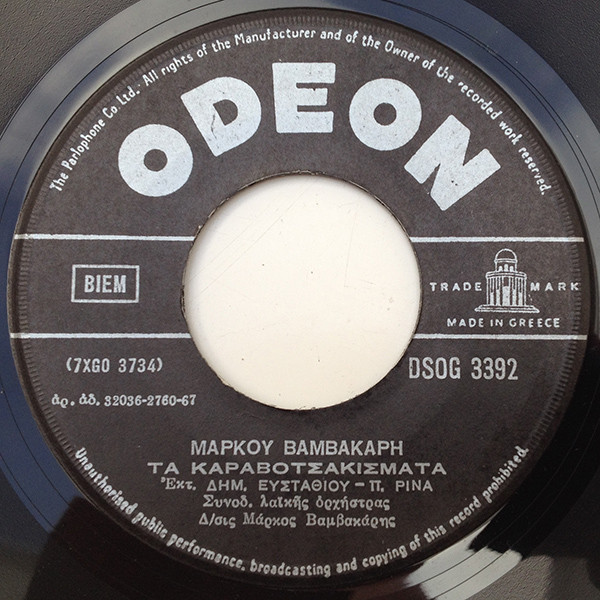 The Parlophone Co. Ltd.- All rights of the Manufacturer and of the Owner of the recorded work reserved.
ODEON
BIEM
TRADE MARK
MADE IN GREECE
(7XGO 3734)
DSOG 3392
ἀρ. ἀδ. 32036-2760-67
ΜΑΡΚΟΥ ΒΑΜΒΑΚΑΡΗ
ΤΑ ΚΑΡΑΒΟΤΣΑΚΙΣΜΑΤΑ
Ἐκτ. ΔΗΜ. ΕΥΣΤΑΘΙΟΥ - Π. ΡΙΝΑ
Συνοδ. λαϊκῆς ὀρχήστρας
Δ/σις Μάρκος Βαμβακάρης
Unauthorised public performance, broadcasting and copying of this record prohibited.